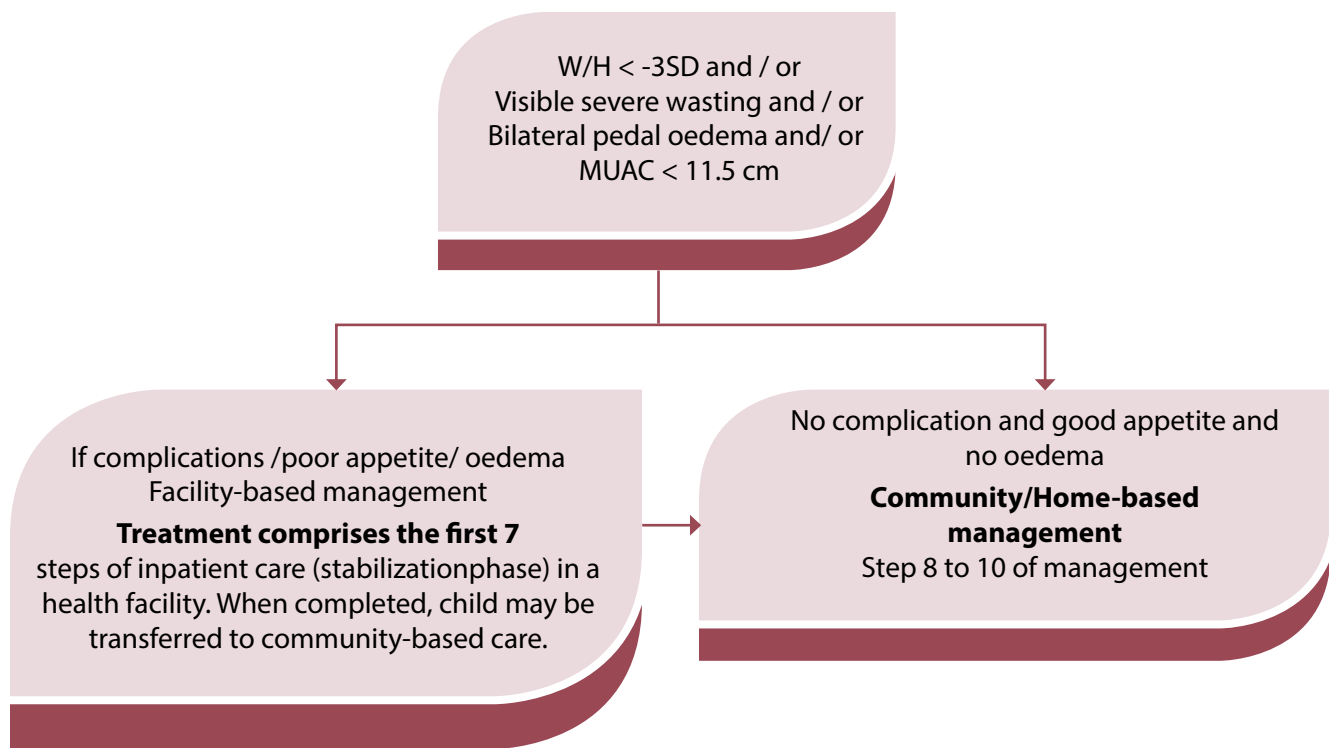 W/H < -3SD and / or
Visible severe wasting and / or
Bilateral pedal oedema and/ or
MUAC < 11.5 cm
If complications /poor appetite/ oedema
Facility-based management
Treatment comprises the first 7
steps of inpatient care (stabilizationphase) in a
health facility. When completed, child may be
transferred to community-based care.
No complication and good appetite and
no oedema
Community/Home-based
management
Step 8 to 10 of management